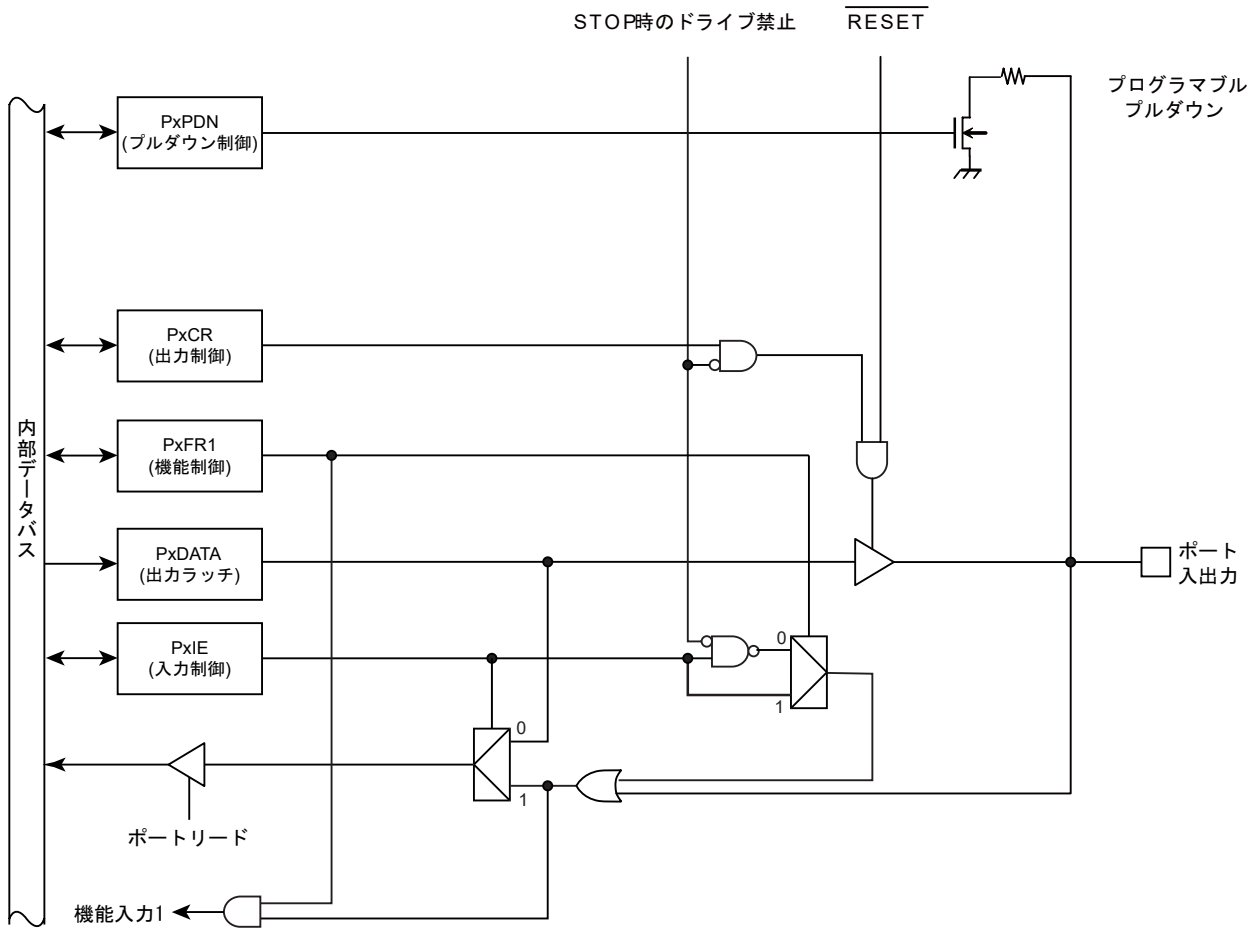 STOP時のドライブ禁止
RESET
プログラマブル
プルダウン
PxPDN
(プルダウン制御)
PxCR
(出力制御)
PxFR1
(機能制御)
内部データバス
PxDATA
(出力ラッチ)
ポート
入出力
PxIE
(入力制御)
0
1
0
1
ポートリード
機能入力1